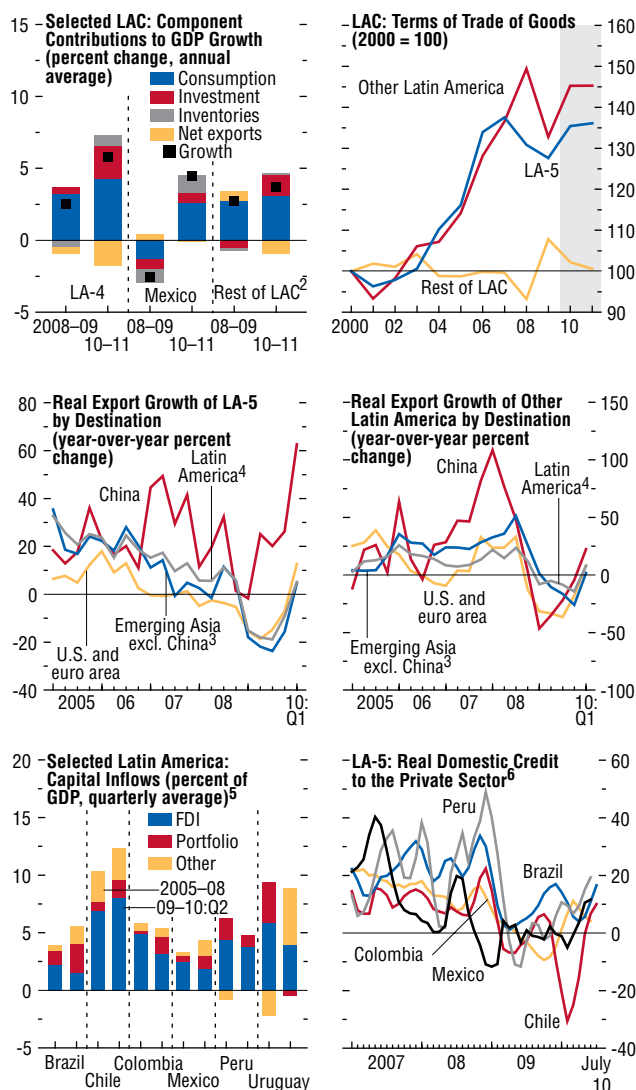 Selected LAC: Component
Contributions to GDP Growth
(percent change, annual
average)
Consumption
Investment
Inventories
Net exports
Growth
15
10
5
0
-5
LA-4
Mexico
Rest of LAC2
2008–09
08–09
08–09
10–11
10–11
10–11
LAC: Terms of Trade of Goods
(2000 = 100)
Other Latin America
LA-5
Rest of LAC
160
150
140
130
120
110
100
90
2000
02
04
06
08
10
Real Export Growth of LA-5
by Destination
(year-over-year percent
change)
China
Latin
America4
Emerging Asia
excl. China3
U.S. and
euro area
80
60
40
20
0
-20
-40
2005
06
07
08
10:
Q1
Real Export Growth of Other
Latin America by Destination
(year-over-year percent
change)
China
Latin
America4
U.S. and
euro area
Emerging Asia
excl. China3
150
100
50
0
-50
-100
2005
06
07
08
10:
Q1
Selected Latin America:
Capital Inflows (percent of
GDP, quarterly average)5
FDI
Portfolio
Other
2005–08
09–10:Q2
20
15
10
5
0
-5
Brazil
Chile
Colombia
Mexico
Peru
Uruguay
LA-5: Real Domestic Credit
to the Private Sector6
Peru
Brazil
Colombia
Mexico
Chile
60
40
20
0
-20
-40
2007
08
09
July
10